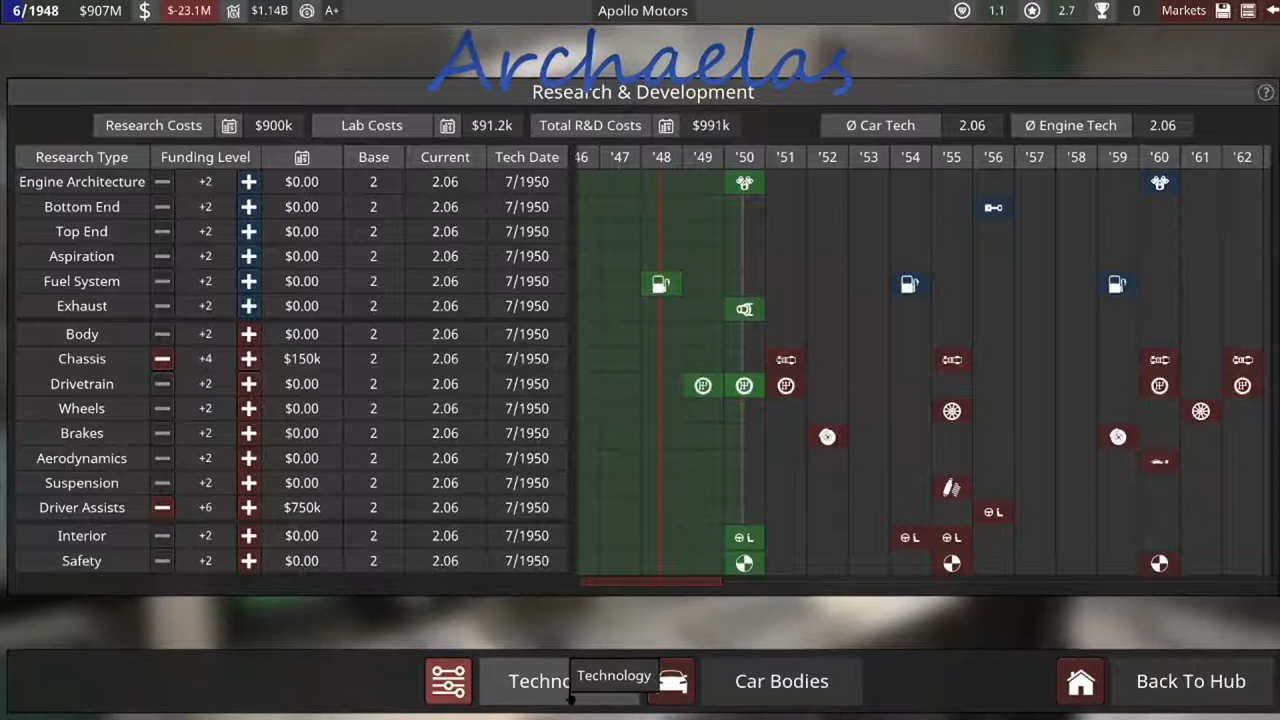 6/1948 $907M $ $-23.1M $1.14B A+ Apollo Motors 1.1 2.7 0 Markets
Archaelas
Research & Development ?
Research Costs $900k Lab Costs $91.2k Total R&D Costs $991k Ø Car Tech 2.06 Ø Engine Tech 2.06
Research Type Funding Level Base Current Tech Date 46 '47 '48 '49 '50 '51 '52 '53 '54 '55 '56 '57 '58 '59 '60 '61 '62
Engine Architecture +2 $0.00 2 2.06 7/1950
Bottom End +2 $0.00 2 2.06 7/1950
Top End +2 $0.00 2 2.06 7/1950
Aspiration +2 $0.00 2 2.06 7/1950
Fuel System +2 $0.00 2 2.06 7/1950
Exhaust +2 $0.00 2 2.06 7/1950
Body +2 $0.00 2 2.06 7/1950
Chassis +4 $150k 2 2.06 7/1950
Drivetrain +2 $0.00 2 2.06 7/1950
Wheels +2 $0.00 2 2.06 7/1950
Brakes +2 $0.00 2 2.06 7/1950
Aerodynamics +2 $0.00 2 2.06 7/1950
Suspension +2 $0.00 2 2.06 7/1950
Driver Assists +6 $750k 2 2.06 7/1950 L
Interior +2 $0.00 2 2.06 7/1950 L L L
Safety +2 $0.00 2 2.06 7/1950
Techno Technology Car Bodies Back To Hub